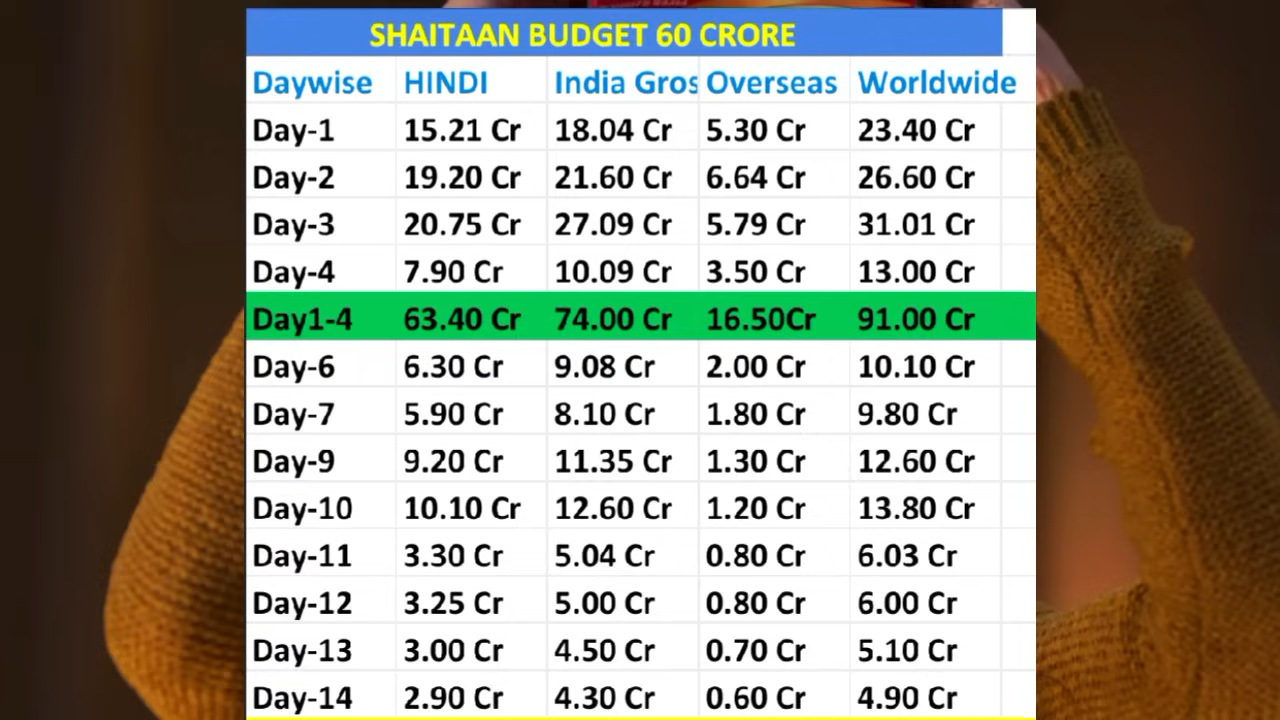 SHAITAAN BUDGET 60 CRORE
Daywise HINDI India Gros Overseas Worldwide
Day-1 15.21 Cr 18.04 Cr 5.30 Cr 23.40 Cr
Day-2 19.20 Cr 21.60 Cr 6.64 Cr 26.60 Cr
Day-3 20.75 Cr 27.09 Cr 5.79 Cr 31.01 Cr
Day-4 7.90 Cr 10.09 Cr 3.50 Cr 13.00 Cr
Day1-4 63.40 Cr 74.00 Cr 16.50Cr 91.00 Cr
Day-6 6.30 Cr 9.08 Cr 2.00 Cr 10.10 Cr
Day-7 5.90 Cr 8.10 Cr 1.80 Cr 9.80 Cr
Day-9 9.20 Cr 11.35 Cr 1.30 Cr 12.60 Cr
Day-10 10.10 Cr 12.60 Cr 1.20 Cr 13.80 Cr
Day-11 3.30 Cr 5.04 Cr 0.80 Cr 6.03 Cr
Day-12 3.25 Cr 5.00 Cr 0.80 Cr 6.00 Cr
Day-13 3.00 Cr 4.50 Cr 0.70 Cr 5.10 Cr
Day-14 2.90 Cr 4.30 Cr 0.60 Cr 4.90 Cr